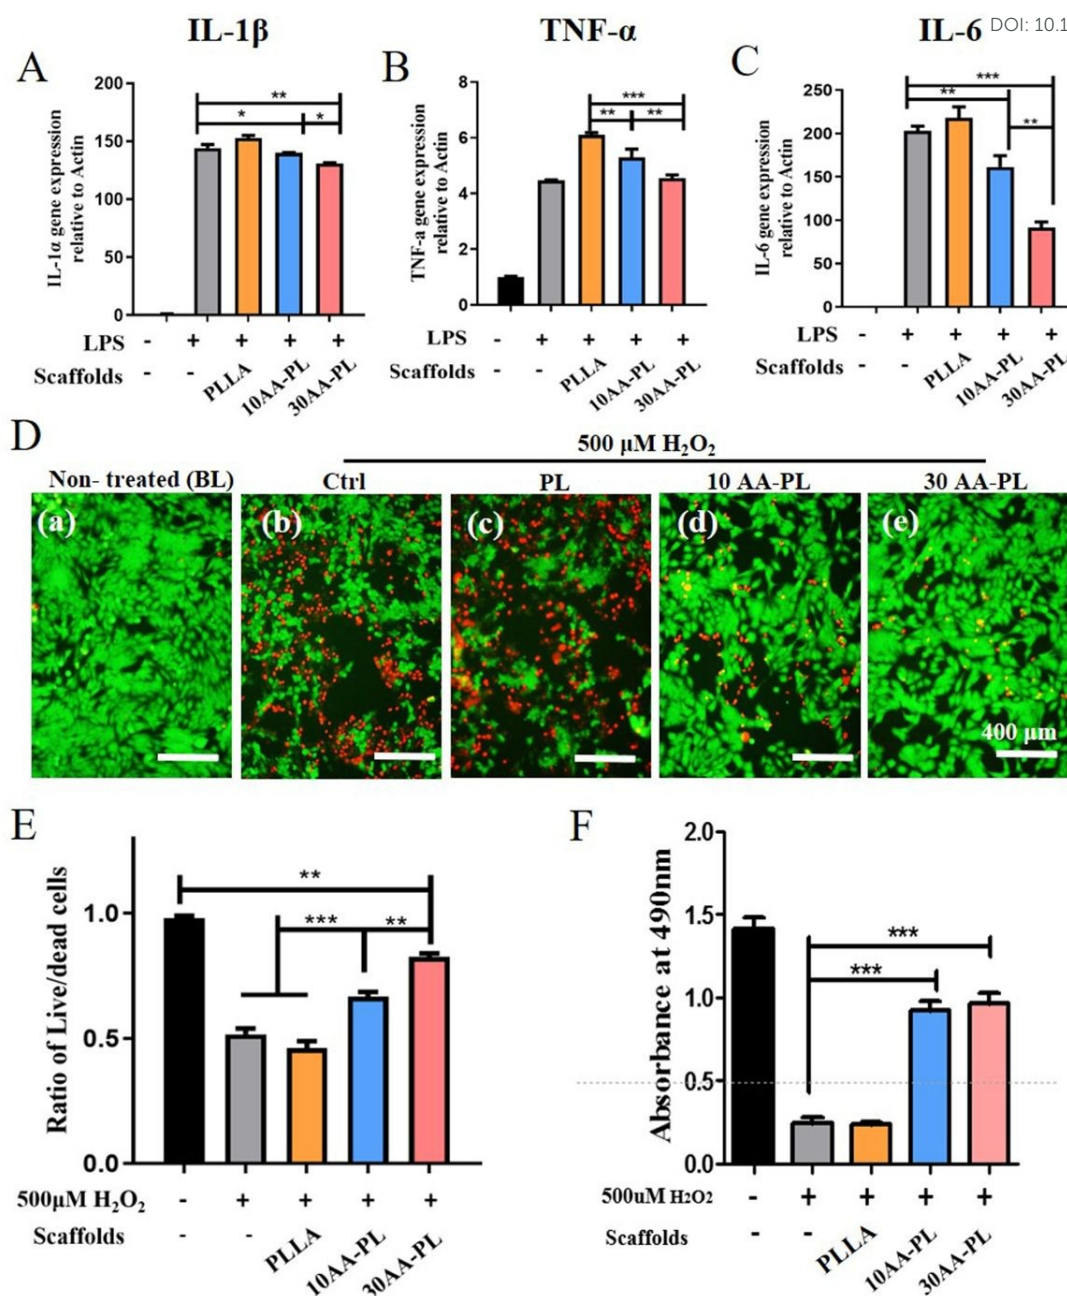 IL-1β TNF-α IL-6 DOI: 10.1
A
IL-1α gene expression
relative to Actin
200
150
100
50
0
** 
* *
LPS - + + + +
Scaffolds - - PLLA 10AA-PL 30AA-PL
B
TNF-a gene expression
relative to Actin
8
6
4
2
0
***
** **
LPS - + + + +
Scaffolds - - PLLA 10AA-PL 30AA-PL
C
IL-6 gene expression
relative to Actin
250
200
150
100
50
0
***
**
**
LPS - + + + +
Scaffolds - - PLLA 10AA-PL 30AA-PL
D
500 μM H₂O₂
Non- treated (BL) Ctrl PL 10 AA-PL 30 AA-PL
(a) (b) (c) (d) (e)
400 μm
E
Ratio of Live/dead cells
1.0
0.5
0.0
**
*** **
500μM H₂O₂ - + + + +
Scaffolds - - PLLA 10AA-PL 30AA-PL
F
Absorbance at 490nm
2.0
1.5
1.0
0.5
0.0
***
***
500uM H₂O₂ - + + + +
Scaffolds - - PLLA 10AA-PL 30AA-PL